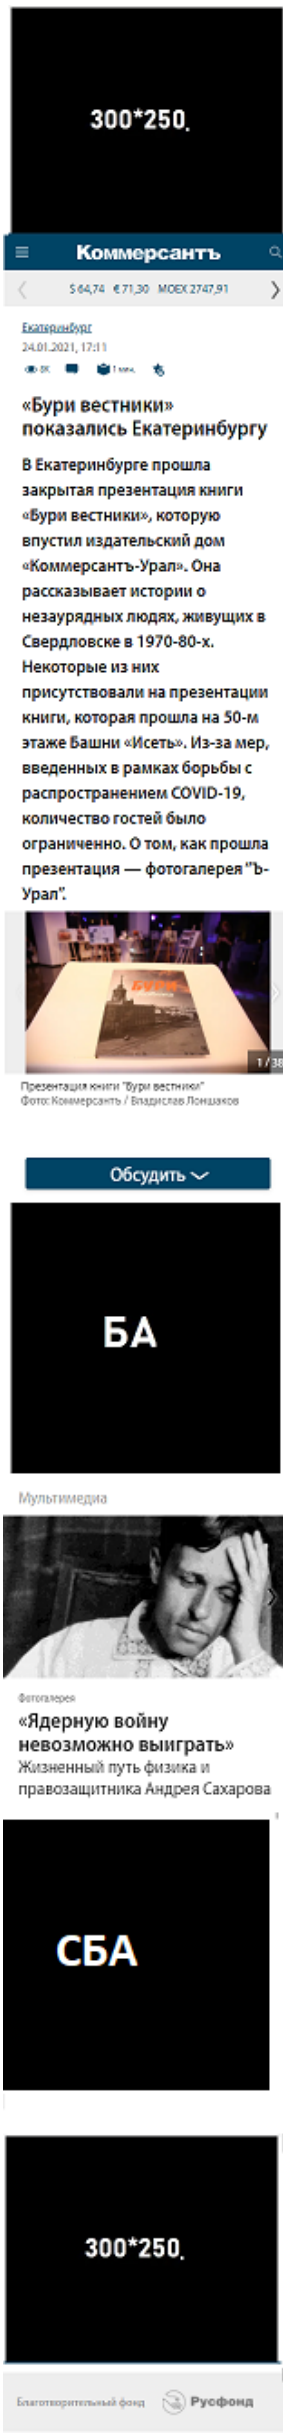 300*250.
Коммерсантъ
$ 64,74 € 71,30 MOEX 2747,91
Екатеринбург
24.01.2021, 17:11
8K 1 мин.
«Бури вестники»
показались Екатеринбургу
В Екатеринбурге прошла
закрытая презентация книги
«Бури вестники», которую
впустил издательский дом
«Коммерсантъ-Урал». Она
рассказывает истории о
незаурядных людях, живущих в
Свердловске в 1970-80-х.
Некоторые из них
присутствовали на презентации
книги, которая прошла на 50-м
этаже Башни «Исеть». Из-за мер,
введенных в рамках борьбы с
распространением COVID-19,
количество гостей было
ограниченно. О том, как прошла
презентация — фотогалерея "Ъ-
Урал".
БУРИ
1 / 38
Презентация книги "Бури вестники"
Фото: Коммерсантъ / Владислав Лоншаков
Обсудить
БА
Мультимедиа
Фотогалерея
«Ядерную войну
невозможно выиграть»
Жизненный путь физика и
правозащитника Андрея Сахарова
СБА
300*250.
Благотворительный фонд Русфонд